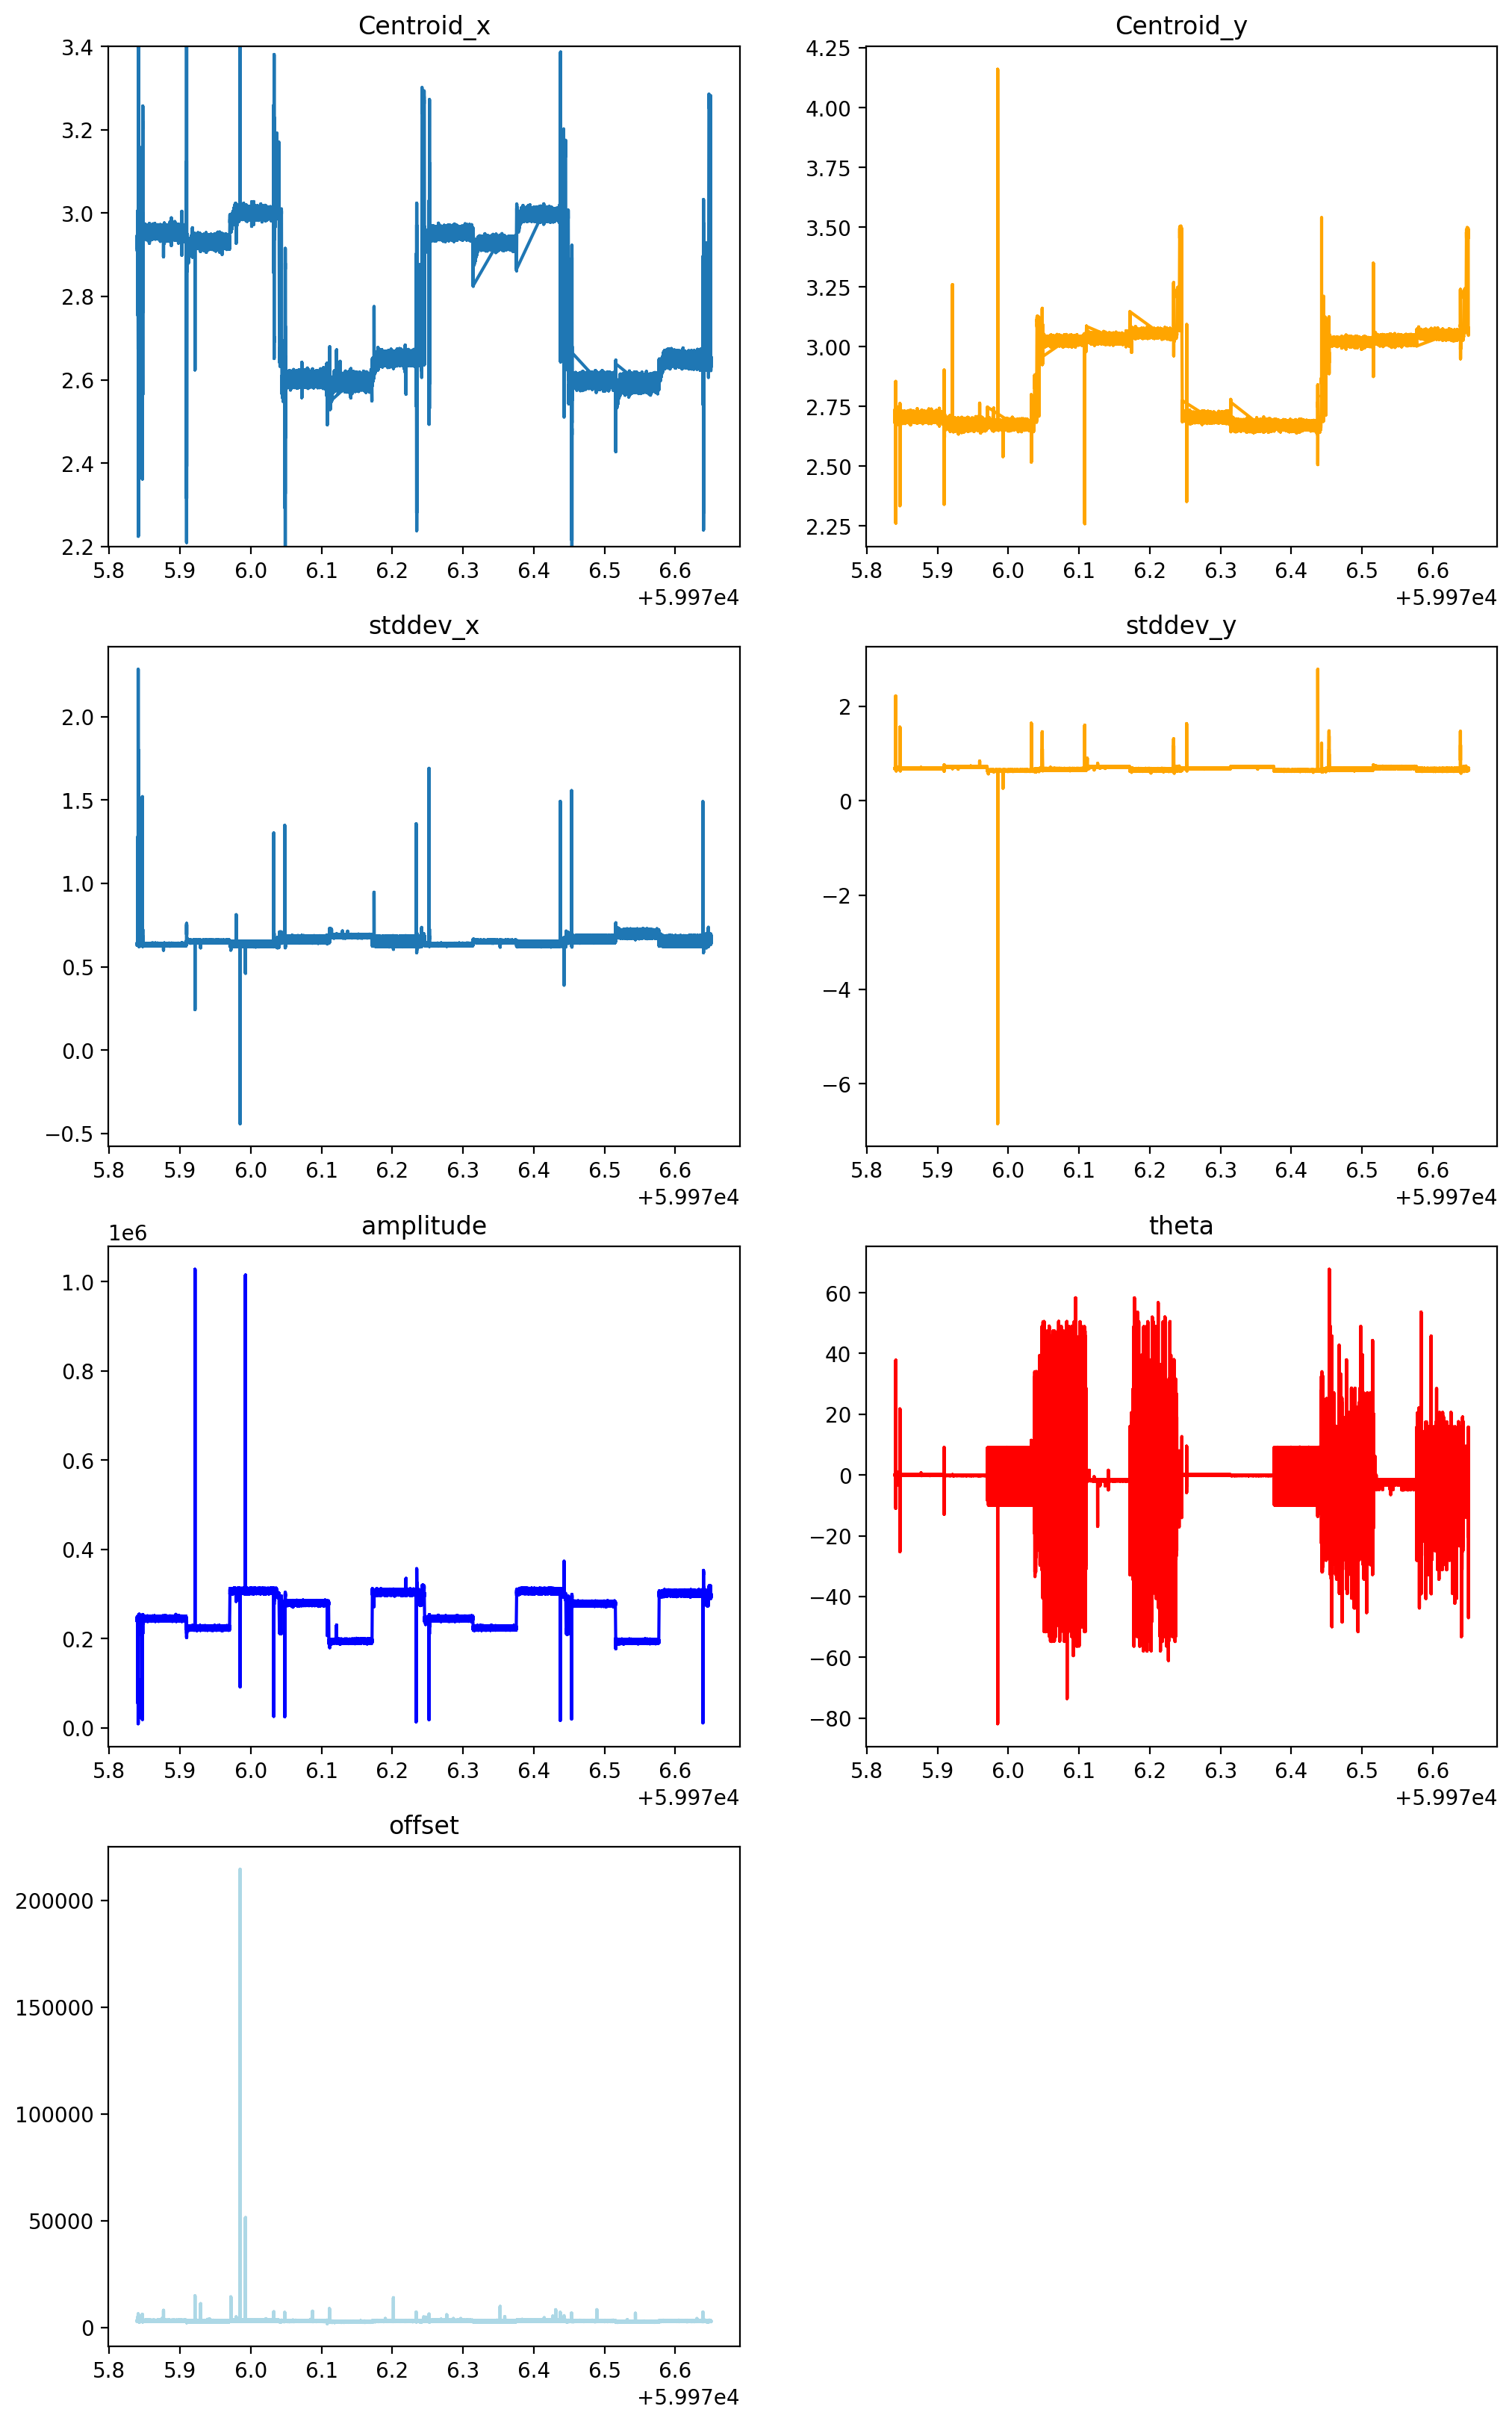 Centroid_x
3.4
3.2
3.0
2.8
2.6
2.4
2.2
5.8 5.9 6.0 6.1 6.2 6.3 6.4 6.5 6.6
+5.997e4
Centroid_y
4.25
4.00
3.75
3.50
3.25
3.00
2.75
2.50
2.25
5.8 5.9 6.0 6.1 6.2 6.3 6.4 6.5 6.6
+5.997e4
stddev_x
2.0
1.5
1.0
0.5
0.0
−0.5
5.8 5.9 6.0 6.1 6.2 6.3 6.4 6.5 6.6
+5.997e4
stddev_y
2
0
−2
−4
−6
5.8 5.9 6.0 6.1 6.2 6.3 6.4 6.5 6.6
+5.997e4
amplitude
1e6
1.0
0.8
0.6
0.4
0.2
0.0
5.8 5.9 6.0 6.1 6.2 6.3 6.4 6.5 6.6
+5.997e4
theta
60
40
20
0
−20
−40
−60
−80
5.8 5.9 6.0 6.1 6.2 6.3 6.4 6.5 6.6
+5.997e4
offset
200000
150000
100000
50000
0
5.8 5.9 6.0 6.1 6.2 6.3 6.4 6.5 6.6
+5.997e4